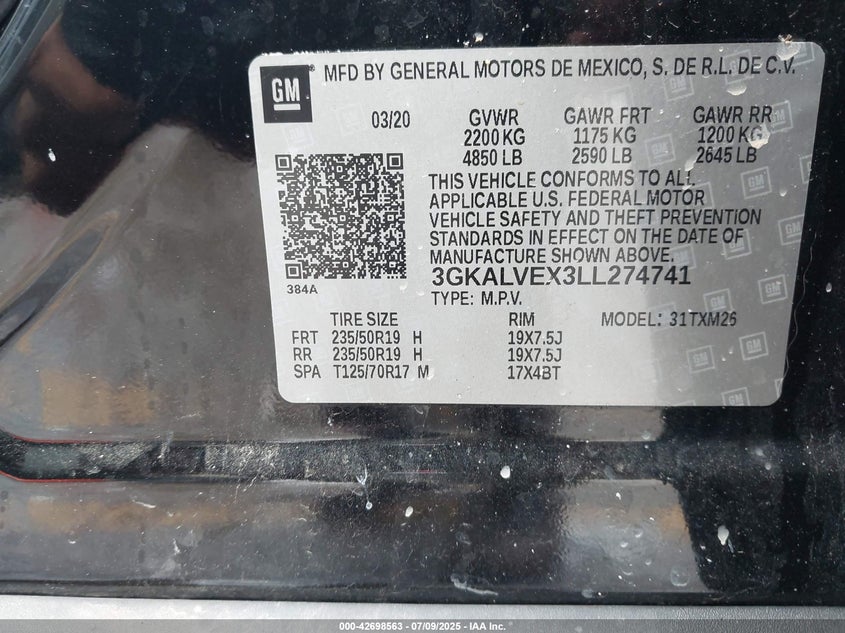 GM
MFD BY GENERAL MOTORS DE MEXICO, S. DE R.L. DE C.V.
03/20 GVWR GAWR FRT GAWR RR
2200 KG 1175 KG 1200 KG
4850 LB 2590 LB 2645 LB
THIS VEHICLE CONFORMS TO ALL
APPLICABLE U.S. FEDERAL MOTOR
VEHICLE SAFETY AND THEFT PREVENTION
STANDARDS IN EFFECT ON THE DATE OF
MANUFACTURE SHOWN ABOVE.
3GKALVEX3LL274741
384A
TYPE: M.P.V.
TIRE SIZE RIM MODEL: 31TXM26
FRT 235/50R19 H 19X7.5J
RR 235/50R19 H 19X7.5J
SPA T125/70R17 M 17X4BT
000-42698563 - 07/09/2025 - IAA Inc.